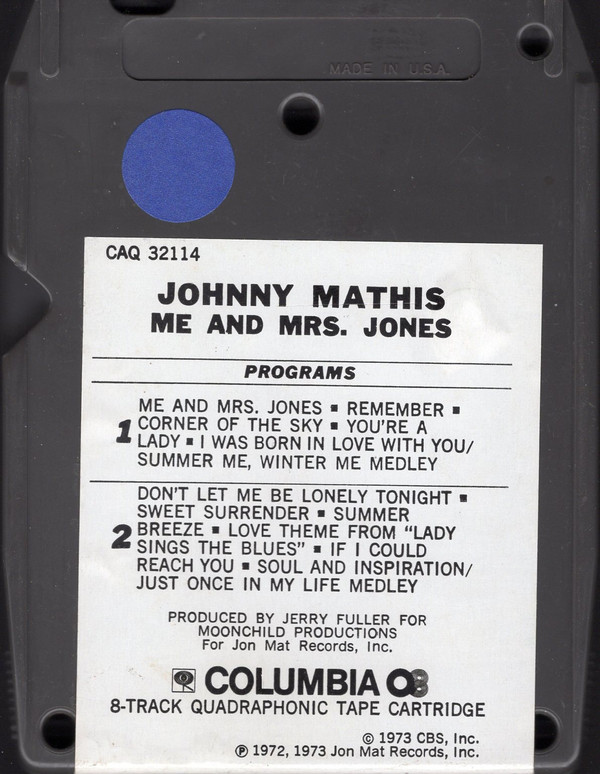 MADE IN U.S.A.
CAQ 32114
JOHNNY MATHIS
ME AND MRS. JONES
PROGRAMS
1
ME AND MRS. JONES ▪ REMEMBER ▪
CORNER OF THE SKY ▪ YOU'RE A
LADY ▪ I WAS BORN IN LOVE WITH YOU/
SUMMER ME, WINTER ME MEDLEY
2
DON'T LET ME BE LONELY TONIGHT ▪
SWEET SURRENDER ▪ SUMMER
BREEZE ▪ LOVE THEME FROM "LADY
SINGS THE BLUES" ▪ IF I COULD
REACH YOU ▪ SOUL AND INSPIRATION/
JUST ONCE IN MY LIFE MEDLEY
PRODUCED BY JERRY FULLER FOR
MOONCHILD PRODUCTIONS
For Jon Mat Records, Inc.
COLUMBIA Q8
8-TRACK QUADRAPHONIC TAPE CARTRIDGE
© 1973 CBS, Inc.
℗ 1972, 1973 Jon Mat Records, Inc.